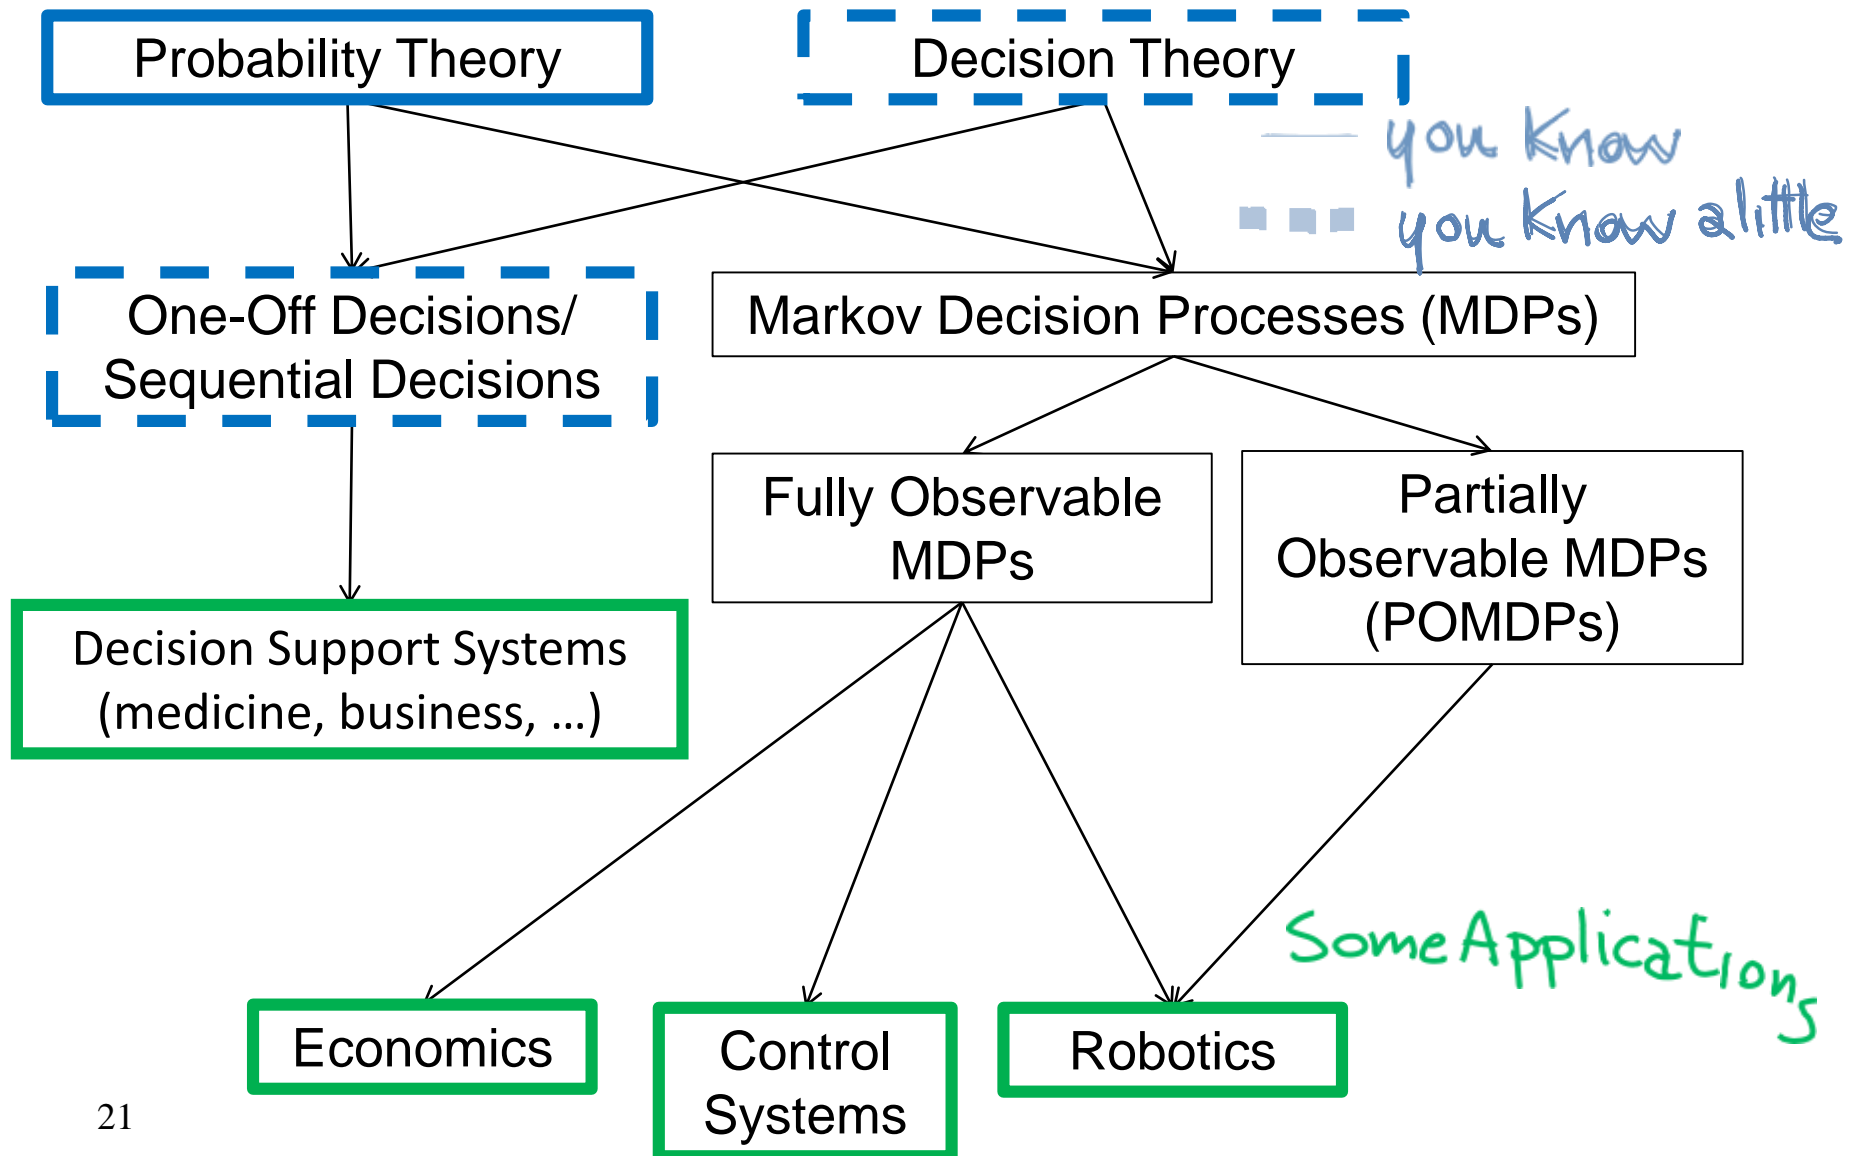 Probability Theory
Decision Theory
you know
you know a little
One-Off Decisions/
Sequential Decisions
Markov Decision Processes (MDPs)
Fully Observable
MDPs
Partially
Observable MDPs
(POMDPs)
Decision Support Systems
(medicine, business, …)
Some Applications
Economics
Control
Systems
Robotics
21